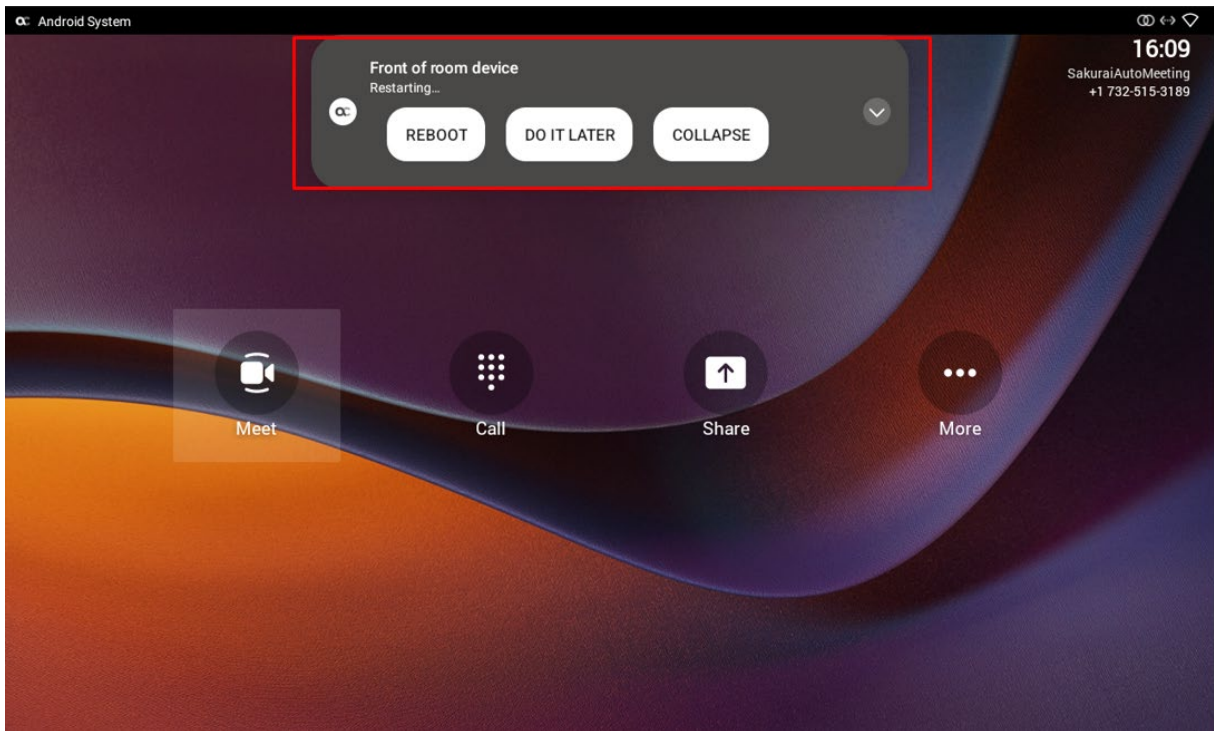 Android System
16:09
SakuraiAutoMeeting
+1 732-515-3189
Front of room device
Restarting…
REBOOT DO IT LATER COLLAPSE
Meet Call Share More